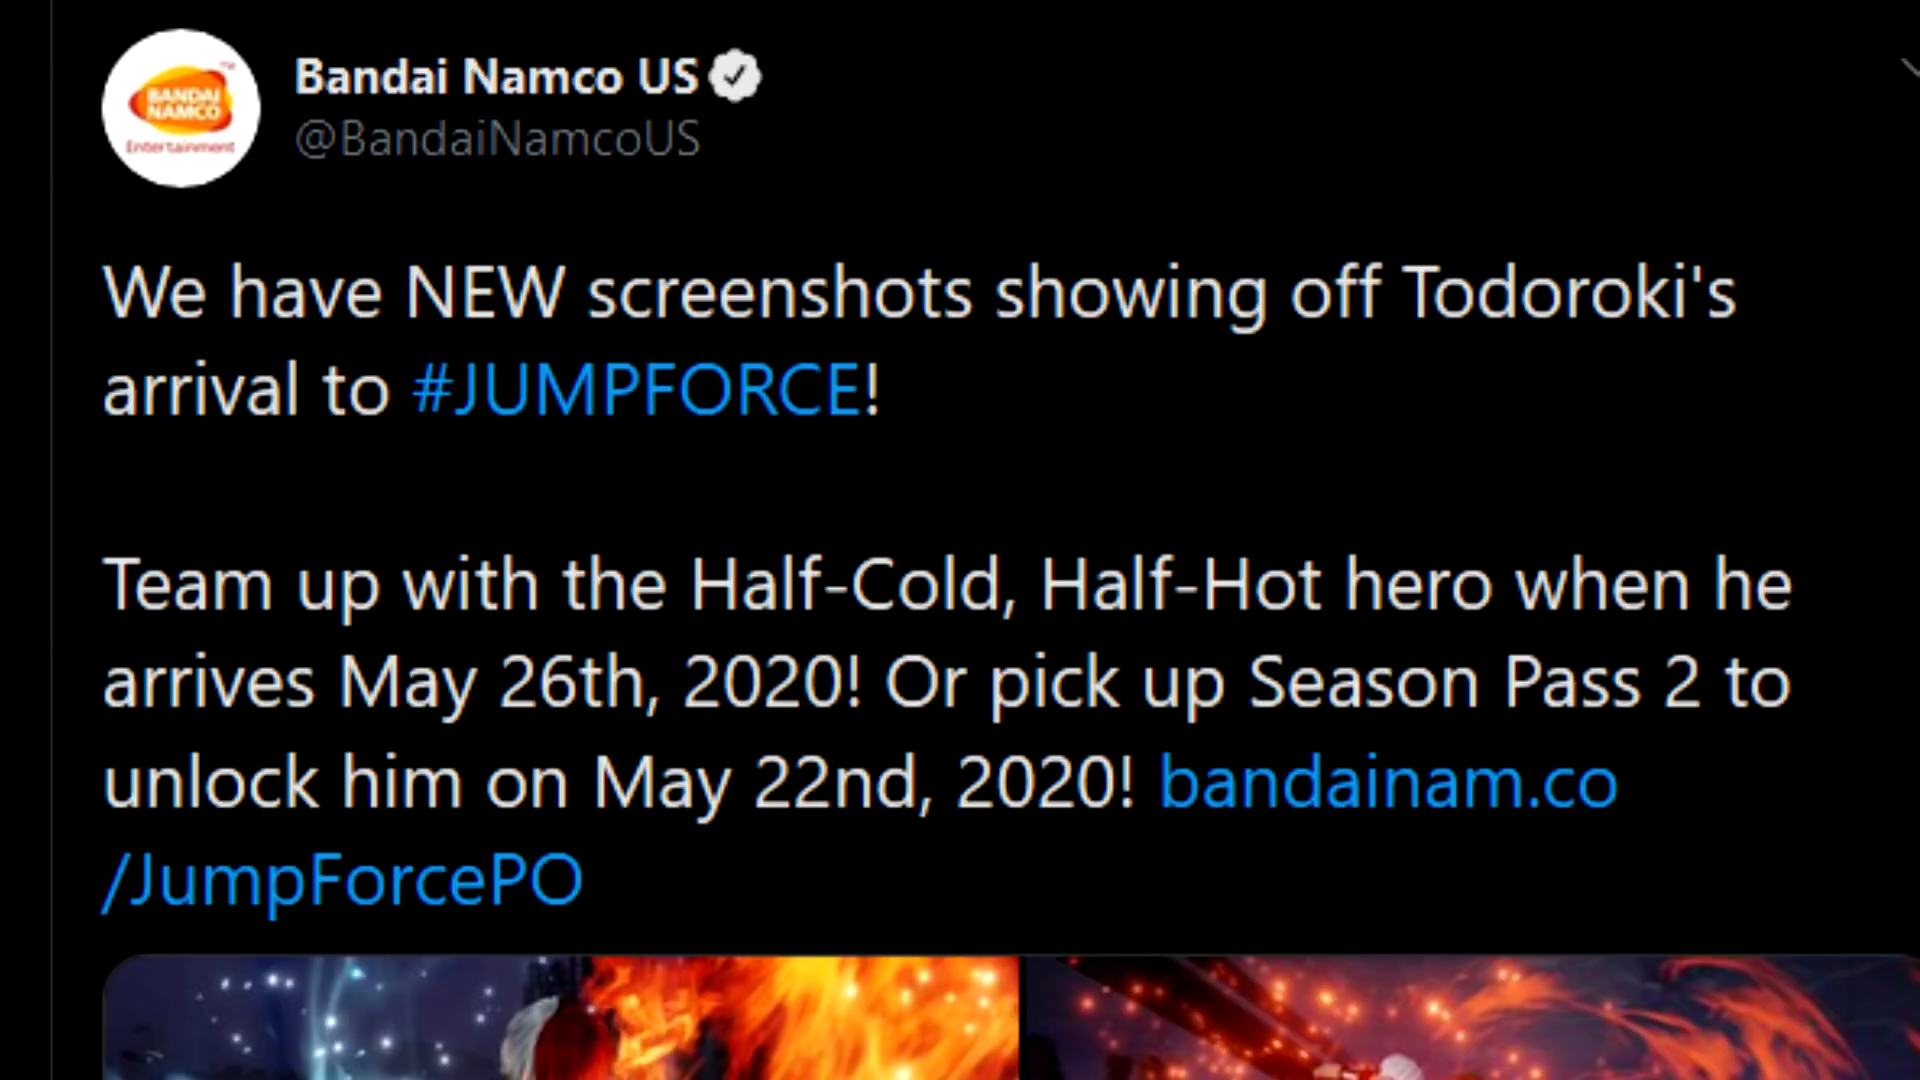 BANDAI
NAMCO
Entertainment
Bandai Namco US
@BandaiNamcoUS
We have NEW screenshots showing off Todoroki's
arrival to #JUMPFORCE!
Team up with the Half-Cold, Half-Hot hero when he
arrives May 26th, 2020! Or pick up Season Pass 2 to
unlock him on May 22nd, 2020! bandainam.co
/JumpForcePO